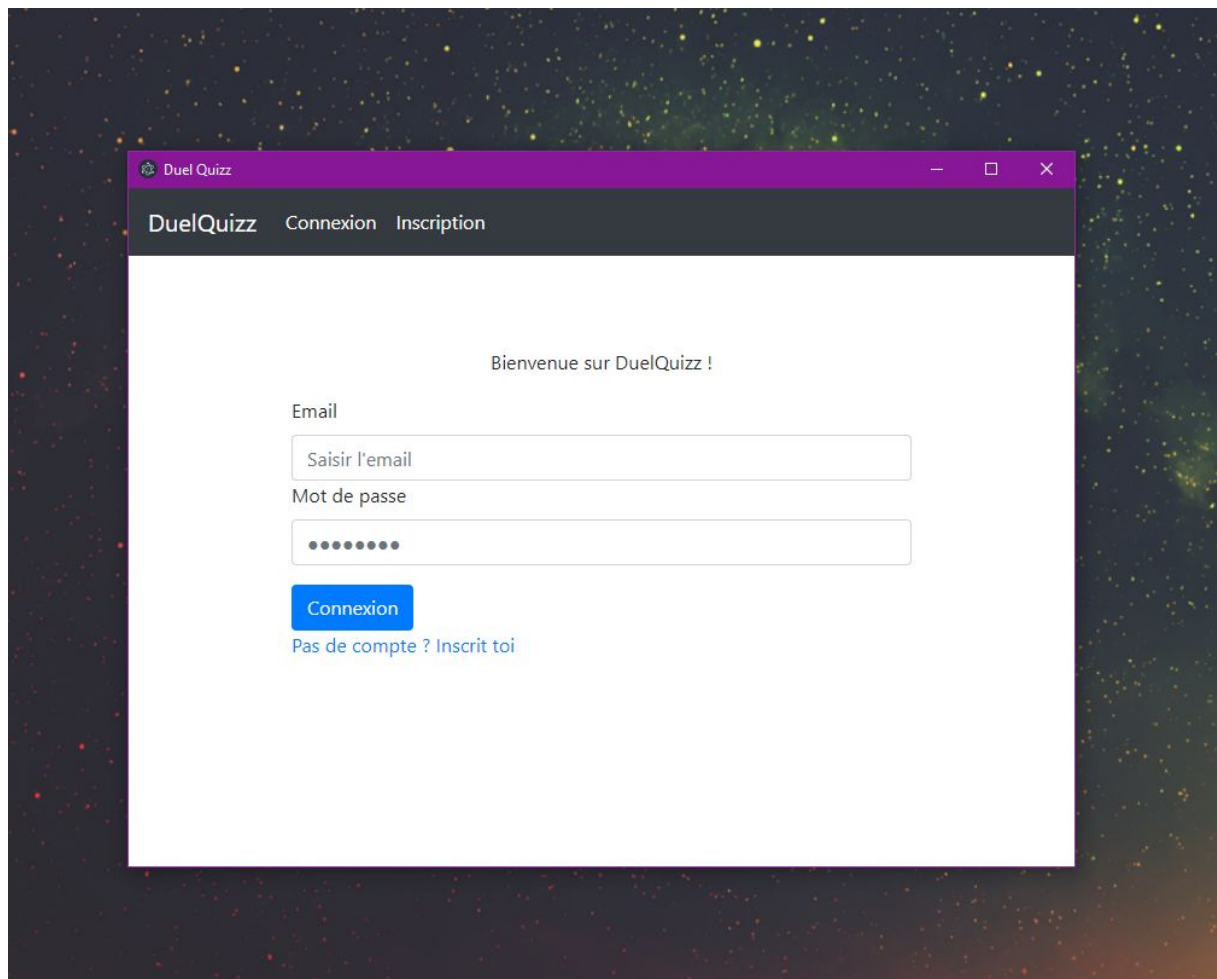 Duel Quizz
DuelQuizz Connexion Inscription
Bienvenue sur DuelQuizz !
Email
Saisir l'email
Mot de passe
●●●●●●●●
Connexion
Pas de compte ? Inscrit toi